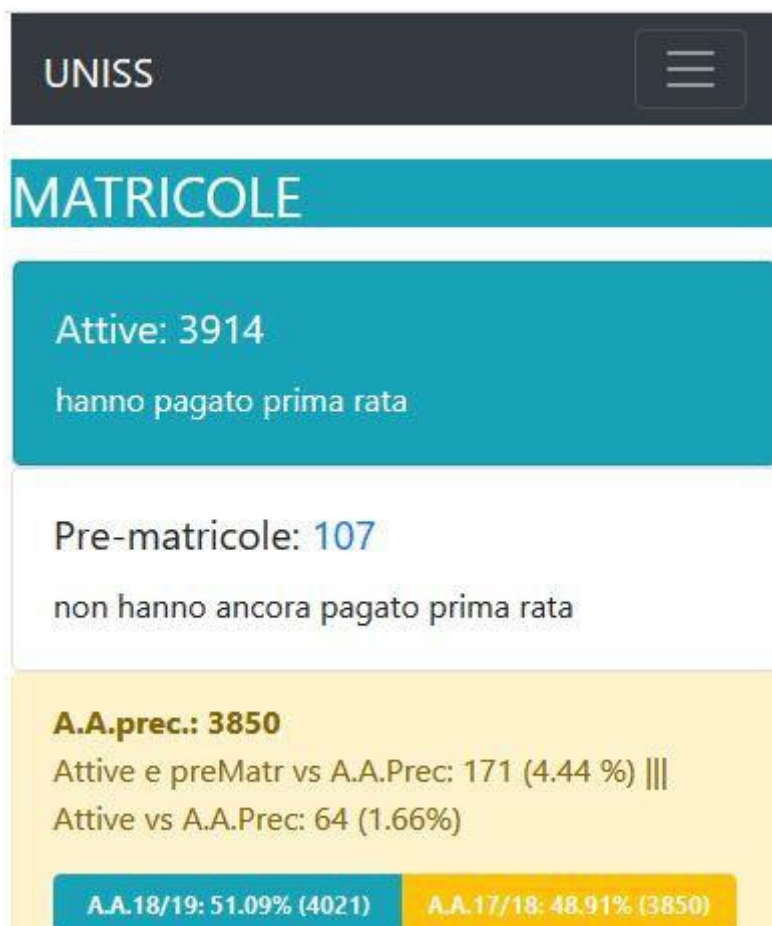 UNISS
MATRICOLE
Attive: 3914
hanno pagato prima rata
Pre-matricole: 107
non hanno ancora pagato prima rata
A.A.prec.: 3850
Attive e preMatr vs A.A.Prec: 171 (4.44 %) |||
Attive vs A.A.Prec: 64 (1.66%)
A.A.18/19: 51.09% (4021) A.A.17/18: 48.91% (3850)